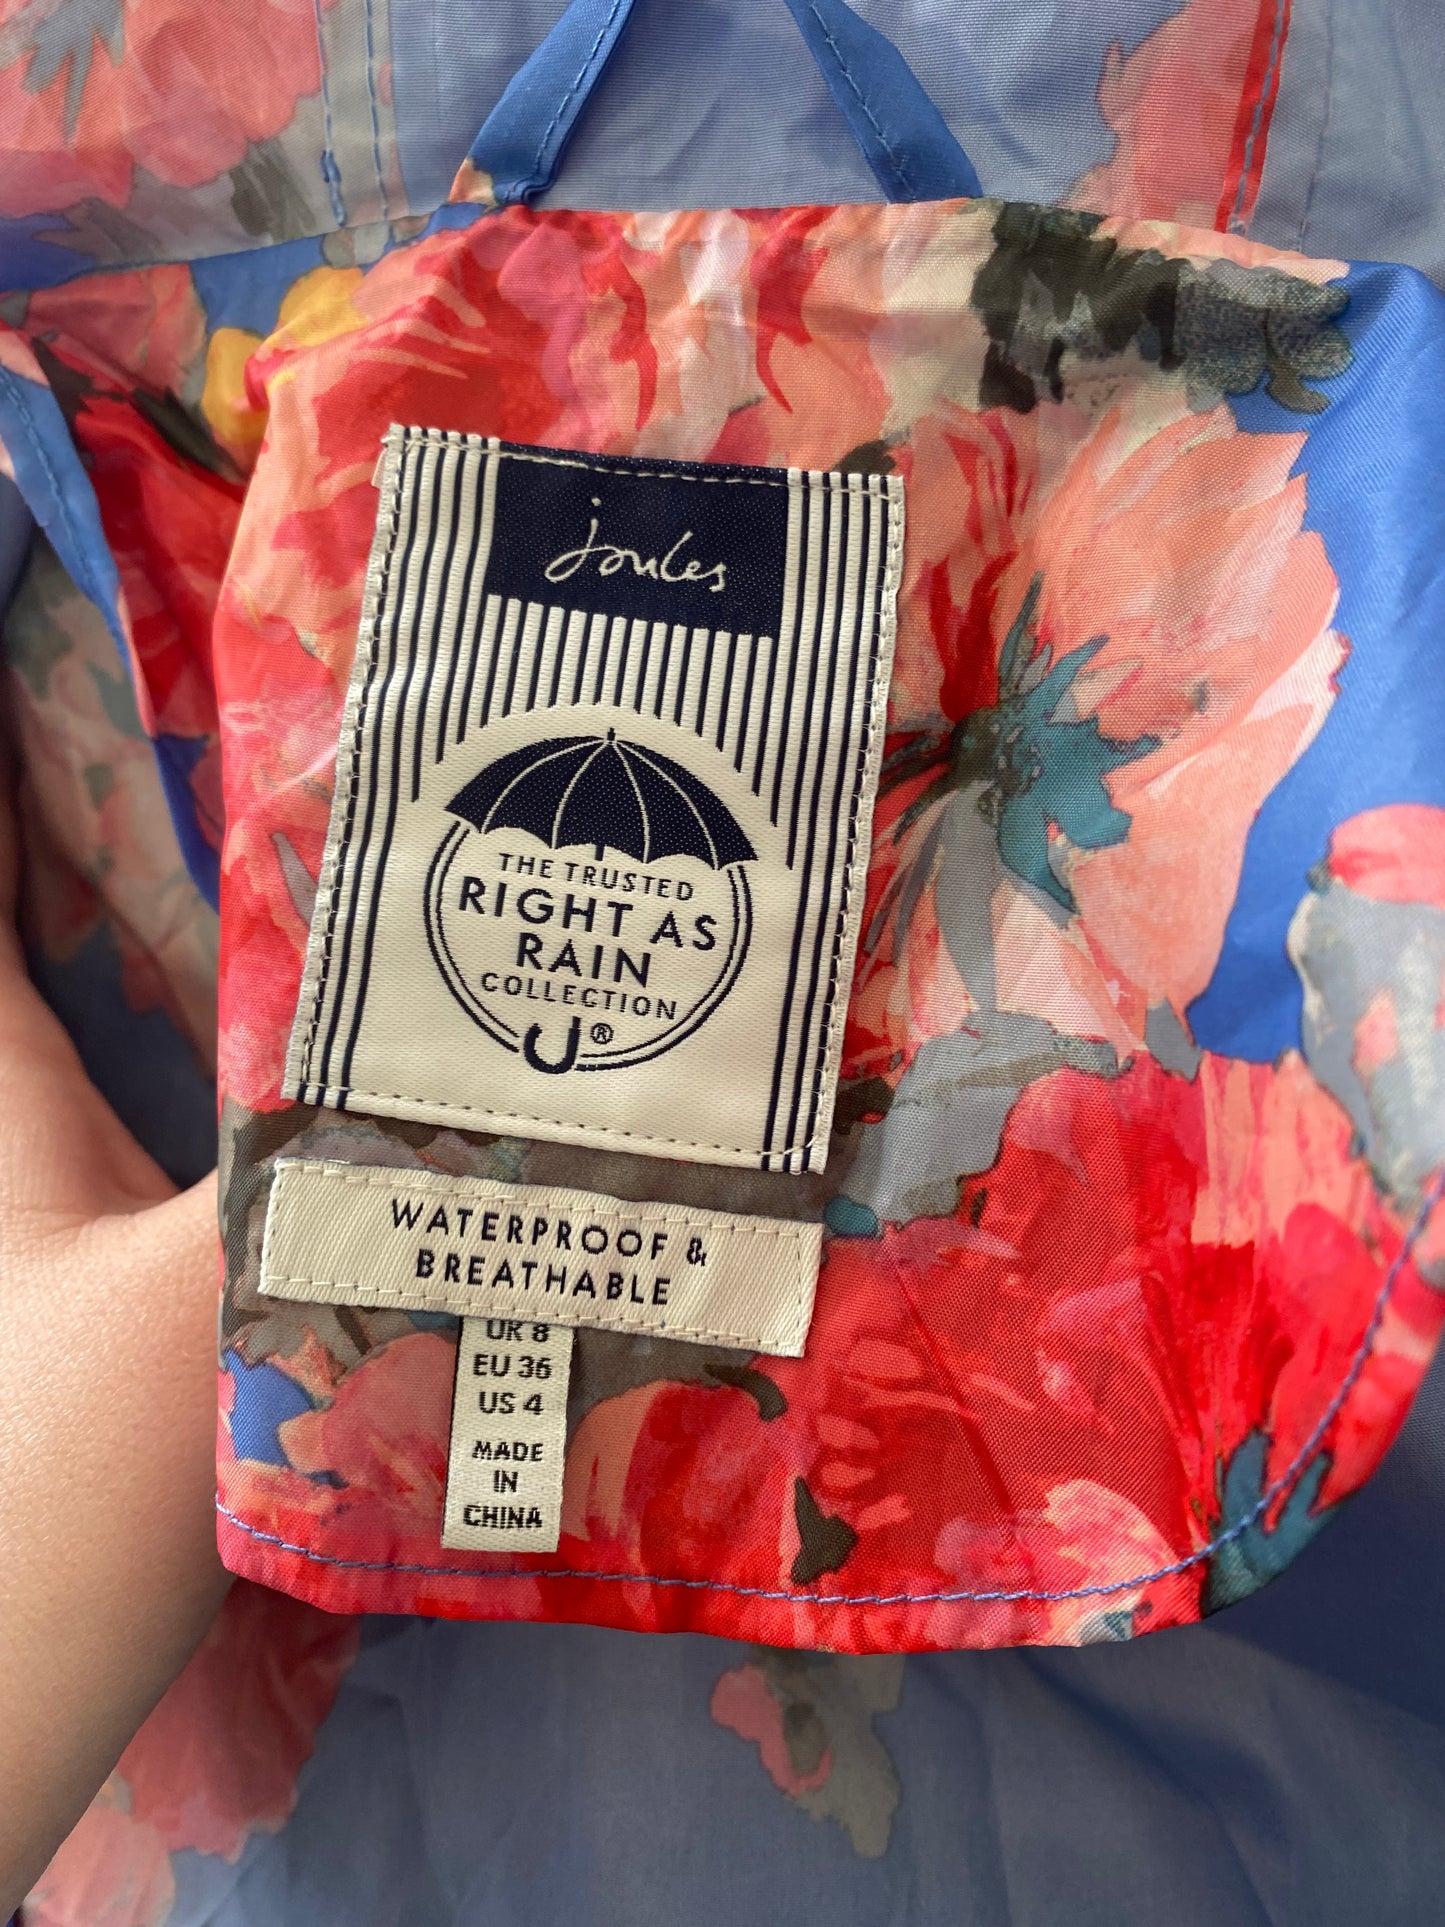 joules
THE TRUSTED
RIGHT AS
RAIN
COLLECTION
®
WATERPROOF &
BREATHABLE
UK 8
EU 36
US 4
MADE
IN
CHINA